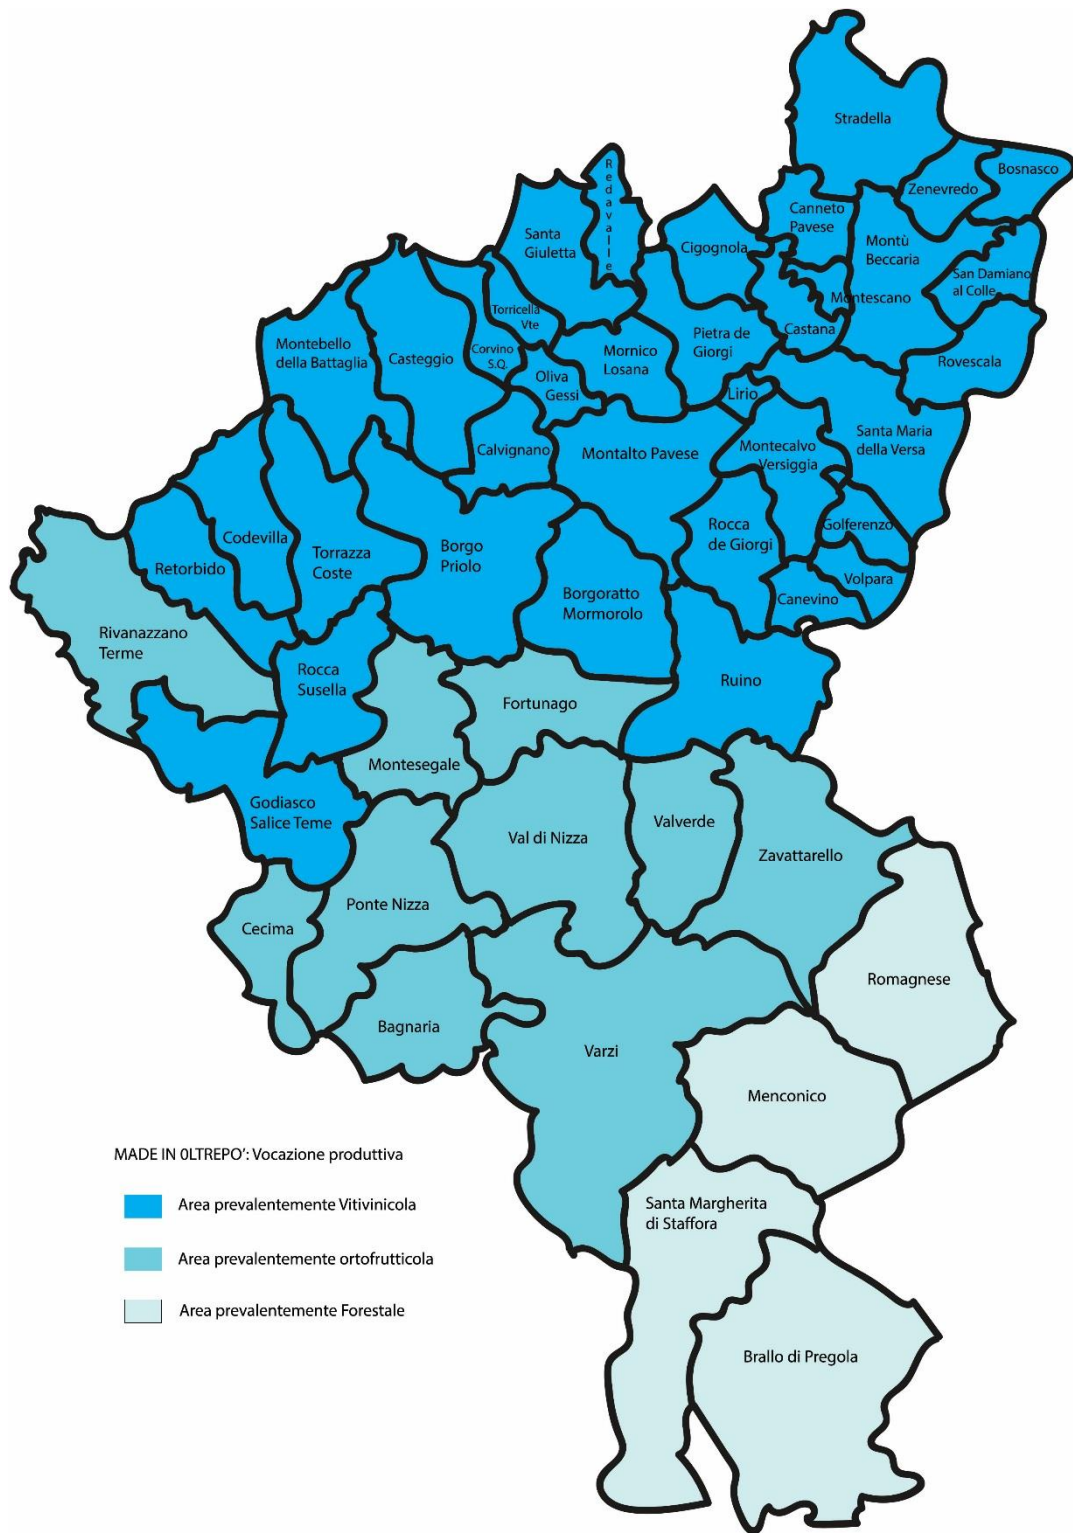 Stradella
Bosnasco
Zenevredo
Redavalle
Canneto
Pavese
Montù
Beccaria
Santa
Giuletta
Cigognola
San Damiano
al Colle
Montescano
Torricella
Vte
Castana
Pietra de
Giorgi
Montebello
della Battaglia
Casteggio
Corvino
S.Q.
Mornico
Losana
Rovescala
Oliva
Gessi
Lirio
Santa Maria
della Versa
Calvignano
Montalto Pavese
Montecalvo
Versiggia
Codevilla
Rocca
de Giorgi
Golferenzo
Retorbido
Torrazza
Coste
Borgo
Priolo
Volpara
Borgoratto
Mormorolo
Canevino
Rivanazzano
Terme
Rocca
Susella
Ruino
Fortunago
Montesegale
Godiasco
Salice Teme
Val di Nizza
Valverde
Zavattarello
Ponte Nizza
Cecima
Romagnese
Bagnaria
Varzi
Menconico
MADE IN 0LTREPO': Vocazione produttiva
Area prevalentemente Vitivinicola
Santa Margherita
di Staffora
Area prevalentemente ortofrutticola
Area prevalentemente Forestale
Brallo di Pregola